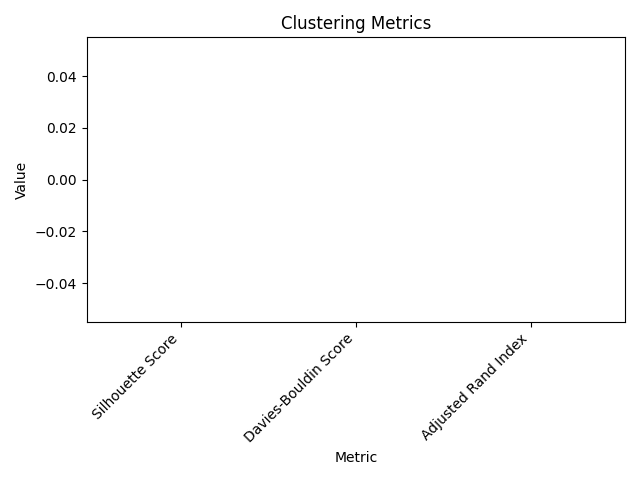 Clustering Metrics
0.04
0.02
0.00
−0.02
−0.04
Value
Silhouette Score
Davies-Bouldin Score
Adjusted Rand Index
Metric